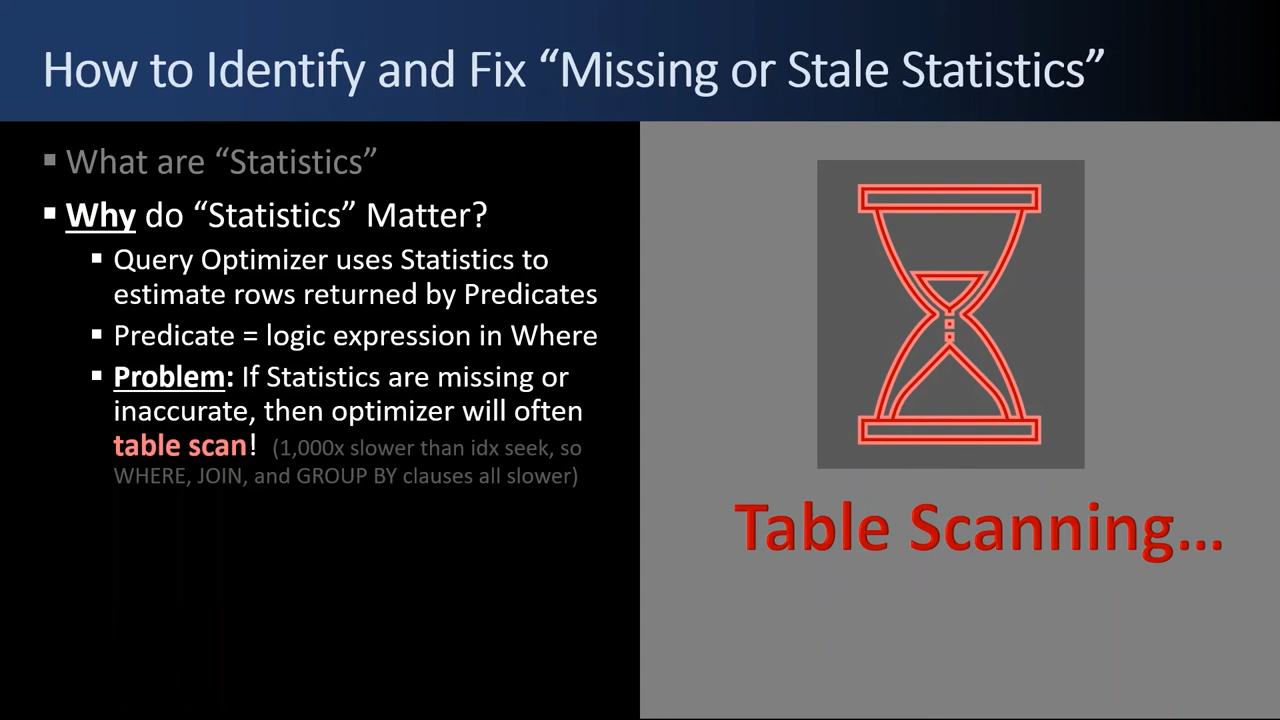 How to Identify and Fix “Missing or Stale Statistics”
▪ What are “Statistics”
▪ Why do “Statistics” Matter?
▪ Query Optimizer uses Statistics to
estimate rows returned by Predicates
▪ Predicate = logic expression in Where
▪ Problem: If Statistics are missing or
inaccurate, then optimizer will often
table scan! (1,000x slower than idx seek, so
WHERE, JOIN, and GROUP BY clauses all slower)
Table Scanning...